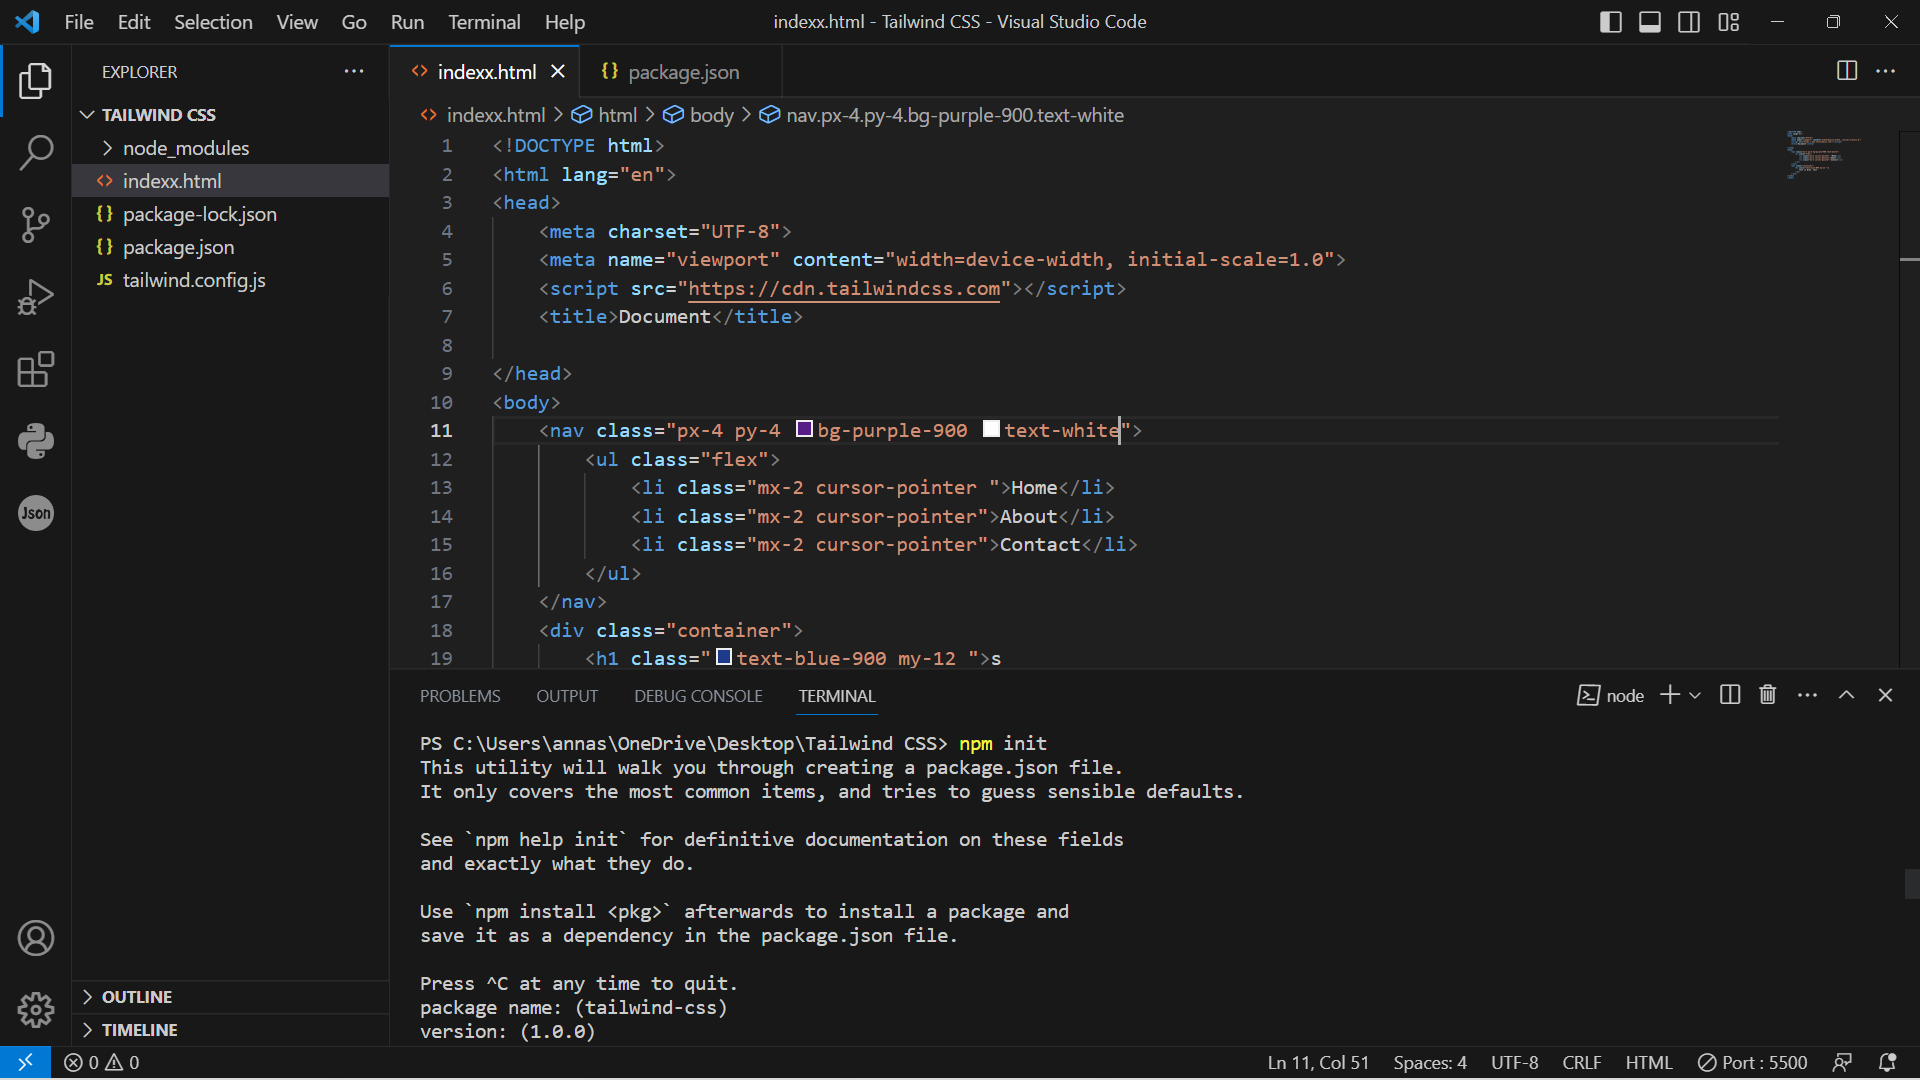 File Edit Selection View Go Run Terminal Help indexx.html - Tailwind CSS - Visual Studio Code
EXPLORER
TAILWIND CSS
node_modules
indexx.html
package-lock.json
package.json
JS tailwind.config.js
Json
OUTLINE
TIMELINE
indexx.html package.json
indexx.html > html > body > nav.px-4.py-4.bg-purple-900.text-white
1 <!DOCTYPE html>
2 <html lang="en">
3 <head>
4 <meta charset="UTF-8">
5 <meta name="viewport" content="width=device-width, initial-scale=1.0">
6 <script src="https://cdn.tailwindcss.com"></script>
7 <title>Document</title>
8
9 </head>
10 <body>
11 <nav class="px-4 py-4 bg-purple-900 text-white">
12 <ul class="flex">
13 <li class="mx-2 cursor-pointer ">Home</li>
14 <li class="mx-2 cursor-pointer">About</li>
15 <li class="mx-2 cursor-pointer">Contact</li>
16 </ul>
17 </nav>
18 <div class="container">
19 <h1 class="text-blue-900 my-12 ">s
PROBLEMS OUTPUT DEBUG CONSOLE TERMINAL node
PS C:\Users\annas\OneDrive\Desktop\Tailwind CSS> npm init
This utility will walk you through creating a package.json file.
It only covers the most common items, and tries to guess sensible defaults.
See `npm help init` for definitive documentation on these fields
and exactly what they do.
Use `npm install <pkg>` afterwards to install a package and
save it as a dependency in the package.json file.
Press ^C at any time to quit.
package name: (tailwind-css)
version: (1.0.0)
0 0 Ln 11, Col 51 Spaces: 4 UTF-8 CRLF HTML Port : 5500